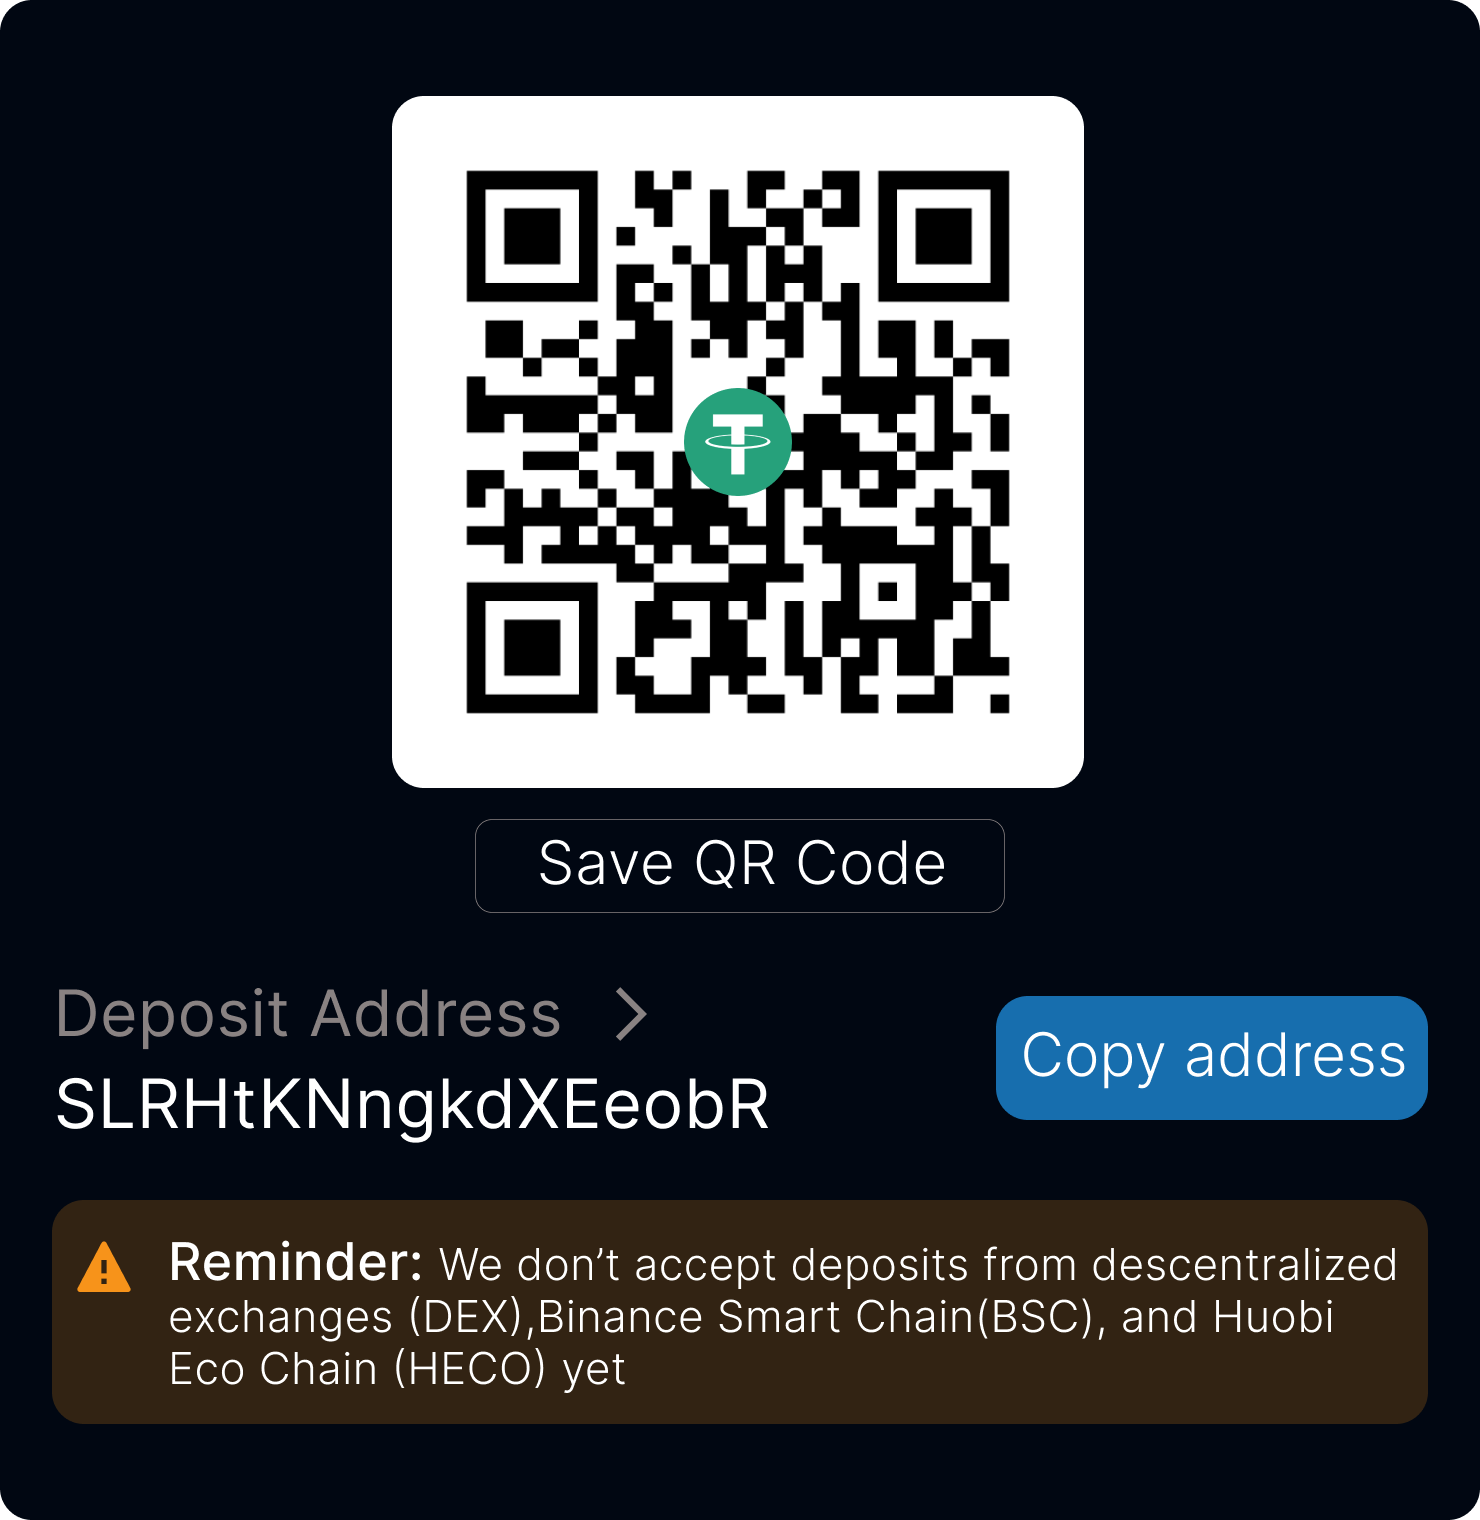 Save QR Code
Deposit Address
SLRHtKNngkdXEeobR
Copy address
Reminder: We don’t accept deposits from descentralized
exchanges (DEX),Binance Smart Chain(BSC), and Huobi
Eco Chain (HECO) yet